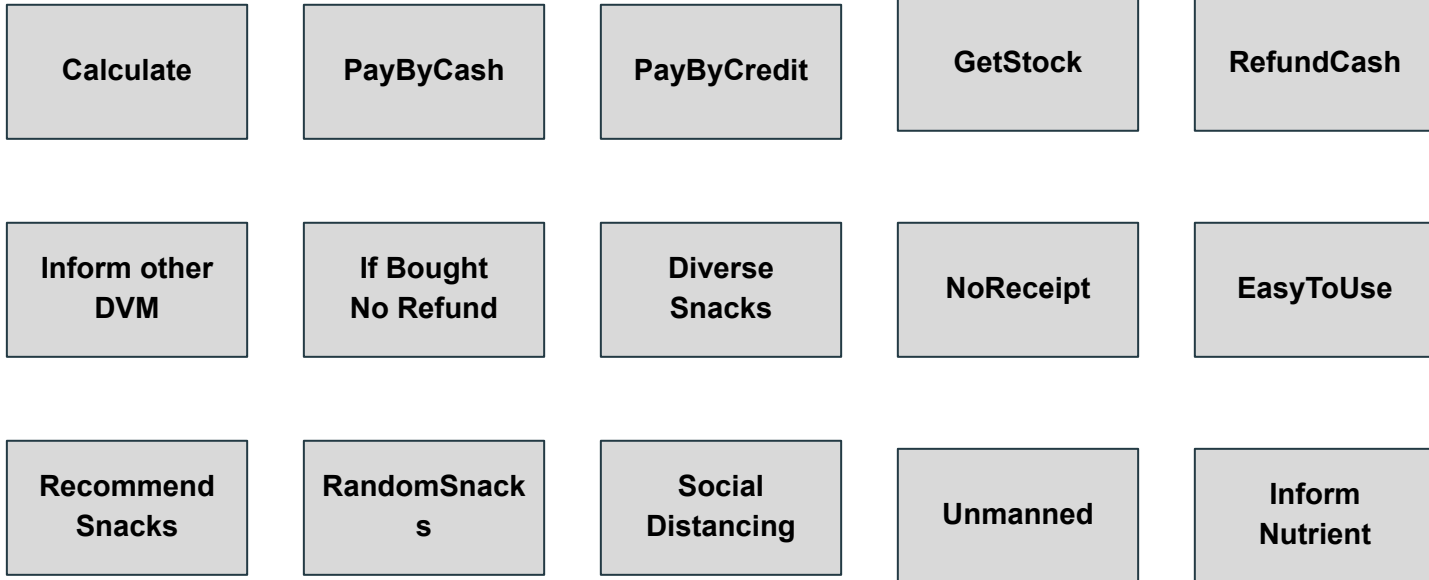 Calculate
PayByCash
PayByCredit
GetStock
RefundCash
Inform other
DVM
If Bought
No Refund
Diverse
Snacks
NoReceipt
EasyToUse
Recommend
Snacks
RandomSnack
s
Social
Distancing
Unmanned
Inform
Nutrient